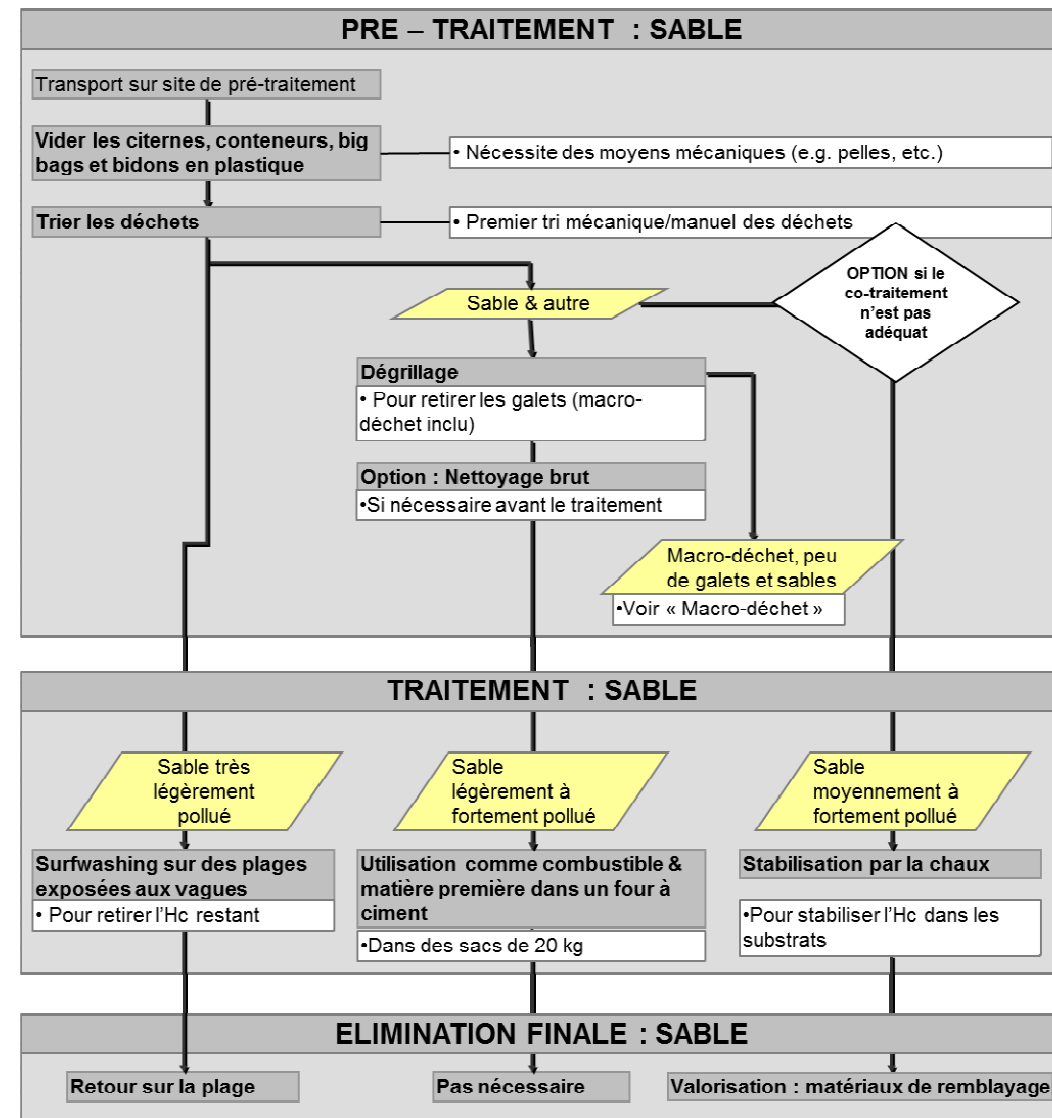 PRE – TRAITEMENT : SABLE
Transport sur site de pré-traitement
Vider les citernes, conteneurs, big
bags et bidons en plastique
• Nécessite des moyens mécaniques (e.g. pelles, etc.)
Trier les déchets
• Premier tri mécanique/manuel des déchets
OPTION si le
co-traitement
n'est pas
adéquat
Sable & autre
Dégrillage
• Pour retirer les galets (macro-
déchet inclu)
Option : Nettoyage brut
•Si nécessaire avant le traitement
Macro-déchet, peu
de galets et sables
•Voir « Macro-déchet »
TRAITEMENT : SABLE
Sable très
légèrement
pollué
Surfwashing sur des plages
exposées aux vagues
• Pour retirer l'Hc restant
Sable
légèrement à
fortement pollué
Utilisation comme combustible &
matière première dans un four à
ciment
•Dans des sacs de 20 kg
Sable
moyennement à
fortement pollué
Stabilisation par la chaux
•Pour stabiliser l'Hc dans les
substrats
ELIMINATION FINALE : SABLE
Retour sur la plage
Pas nécessaire
Valorisation : matériaux de remblayage